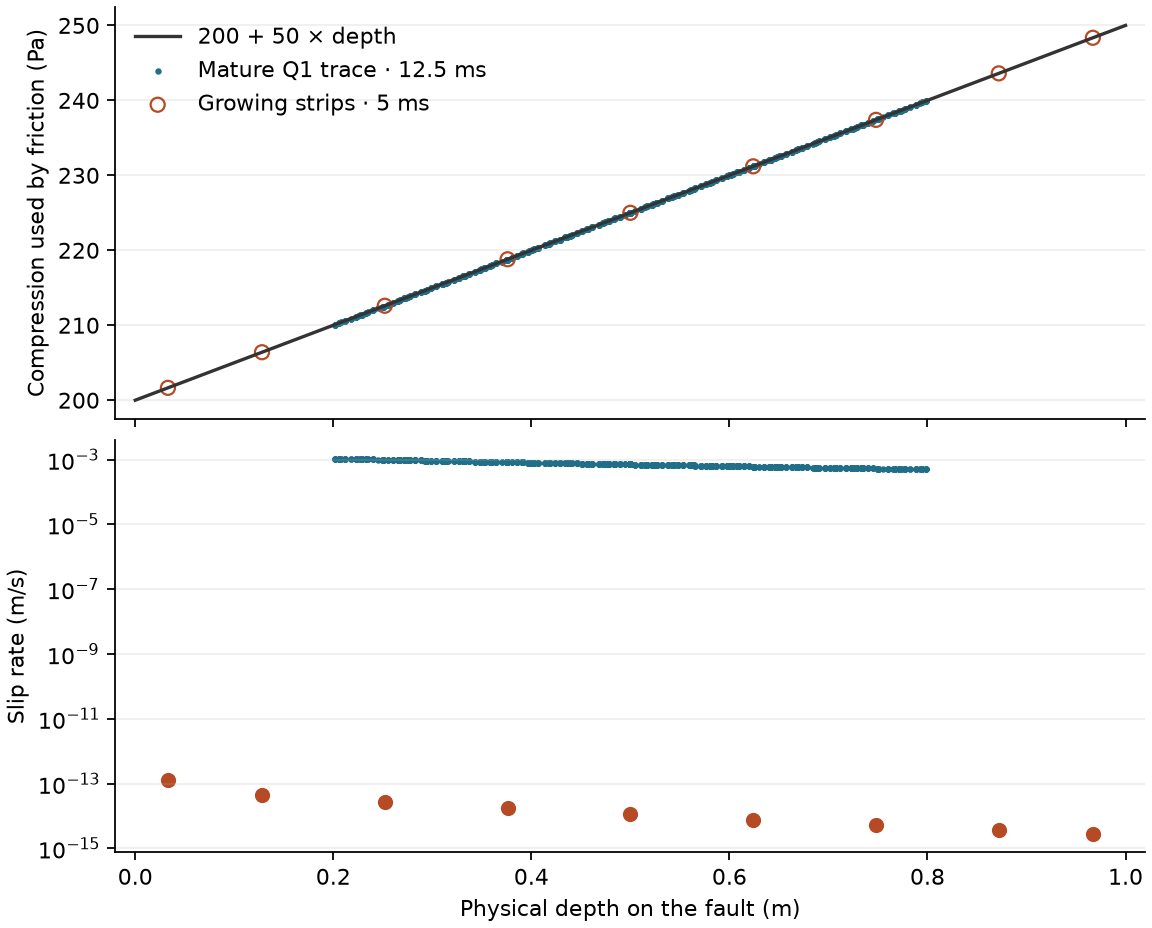 200 + 50 × depth
Mature Q1 trace · 12.5 ms
Growing strips · 5 ms
Compression used by friction (Pa)
250
240
230
220
210
200
Slip rate (m/s)
10⁻³
10⁻⁵
10⁻⁷
10⁻⁹
10⁻¹¹
10⁻¹³
10⁻¹⁵
0.0 0.2 0.4 0.6 0.8 1.0
Physical depth on the fault (m)